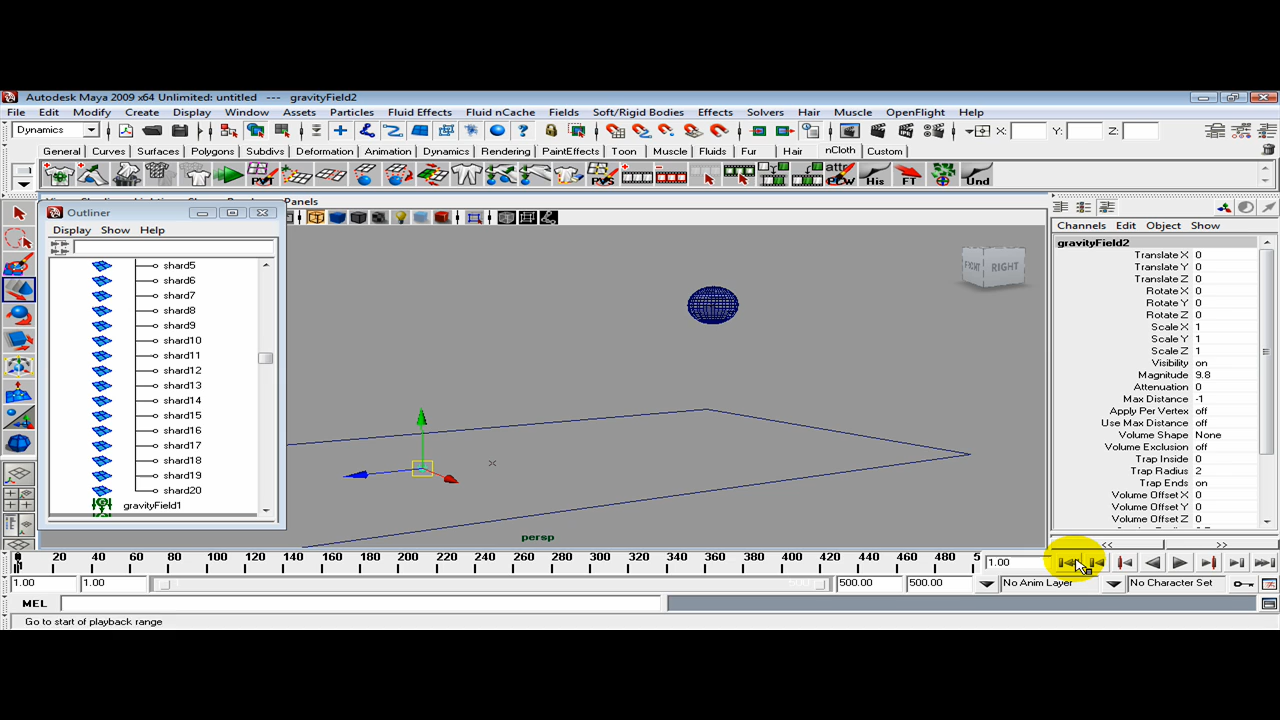 Autodesk Maya 2009 x64 Unlimited: untitled --- gravityField2
File Edit Modify Create Display Window Assets Particles Fluid Effects Fluid nCache Fields Soft/Rigid Bodies Effects Solvers Hair Muscle OpenFlight Help
Dynamics X: Y: Z:
General Curves Surfaces Polygons Subdivs Deformation Animation Dynamics Rendering PaintEffects Toon Muscle Fluids Fur Hair nCloth Custom
PVT PVS attr PCW His FT Und
Panels
Outliner
Display Show Help
shard5
shard6
shard7
shard8
shard9
shard10
shard11
shard12
shard13
shard14
shard15
shard16
shard17
shard18
shard19
shard20
gravityField1
FRONT RIGHT
persp
Channels Edit Object Show
gravityField2
Translate X 0
Translate Y 0
Translate Z 0
Rotate X 0
Rotate Y 0
Rotate Z 0
Scale X 1
Scale Y 1
Scale Z 1
Visibility on
Magnitude 9.8
Attenuation 0
Max Distance -1
Apply Per Vertex off
Use Max Distance off
Volume Shape None
Volume Exclusion off
Trap Inside 0
Trap Radius 2
Trap Ends on
Volume Offset X 0
Volume Offset Y 0
Volume Offset Z 0
<< >>
20 40 60 80 100 120 140 160 180 200 220 240 260 280 300 320 340 360 380 400 420 440 460 480 5 1.00
1.00 1.00 500.00 500.00 No Anim Layer No Character Set
MEL
Go to start of playback range